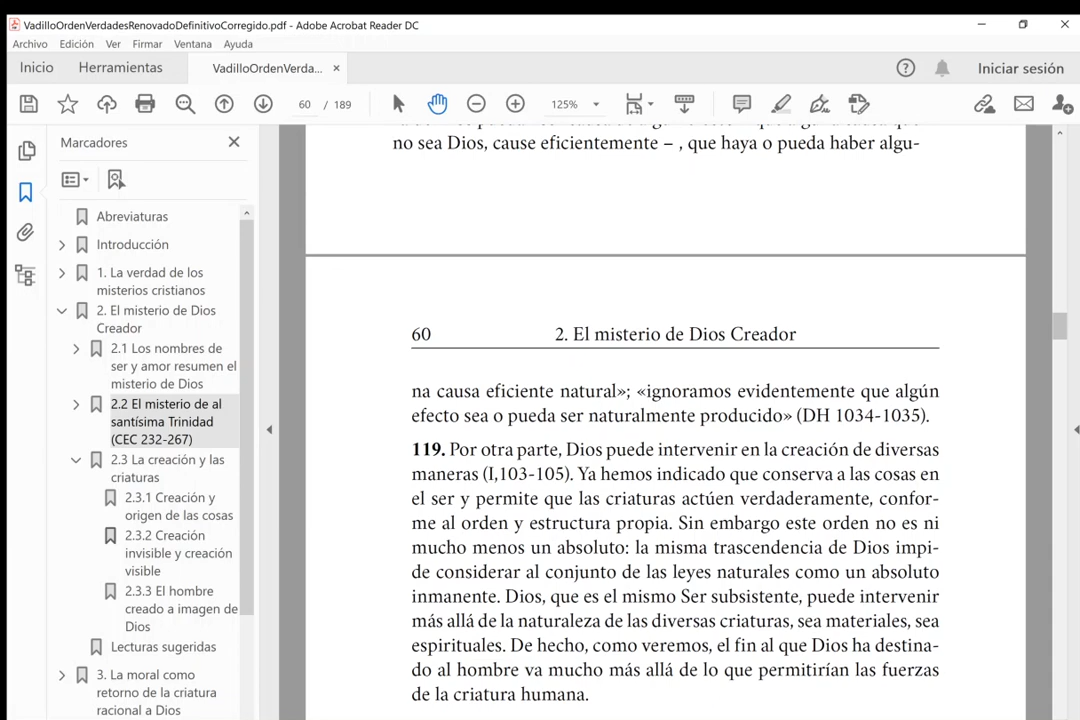 VadilloOrdenVerdadesRenovadoDefinitivoCorregido.pdf - Adobe Acrobat Reader DC
Archivo Edición Ver Firmar Ventana Ayuda
Inicio Herramientas VadilloOrdenVerda... Iniciar sesión
60 / 189 125%
Marcadores
Abreviaturas
Introducción
1. La verdad de los
misterios cristianos
2. El misterio de Dios
Creador
2.1 Los nombres de
ser y amor resumen el
misterio de Dios
2.2 El misterio de al
santísima Trinidad
(CEC 232-267)
2.3 La creación y las
criaturas
2.3.1 Creación y
origen de las cosas
2.3.2 Creación
invisible y creación
visible
2.3.3 El hombre
creado a imagen de
Dios
Lecturas sugeridas
3. La moral como
retorno de la criatura
racional a Dios
no sea Dios, cause eficientemente – , que haya o pueda haber algu-
60 2. El misterio de Dios Creador
na causa eficiente natural»; «ignoramos evidentemente que algún
efecto sea o pueda ser naturalmente producido» (DH 1034-1035).
119. Por otra parte, Dios puede intervenir en la creación de diversas
maneras (I,103-105). Ya hemos indicado que conserva a las cosas en
el ser y permite que las criaturas actúen verdaderamente, confor-
me al orden y estructura propia. Sin embargo este orden no es ni
mucho menos un absoluto: la misma trascendencia de Dios impi-
de considerar al conjunto de las leyes naturales como un absoluto
inmanente. Dios, que es el mismo Ser subsistente, puede intervenir
más allá de la naturaleza de las diversas criaturas, sea materiales, sea
espirituales. De hecho, como veremos, el fin al que Dios ha destina-
do al hombre va mucho más allá de lo que permitirían las fuerzas
de la criatura humana.